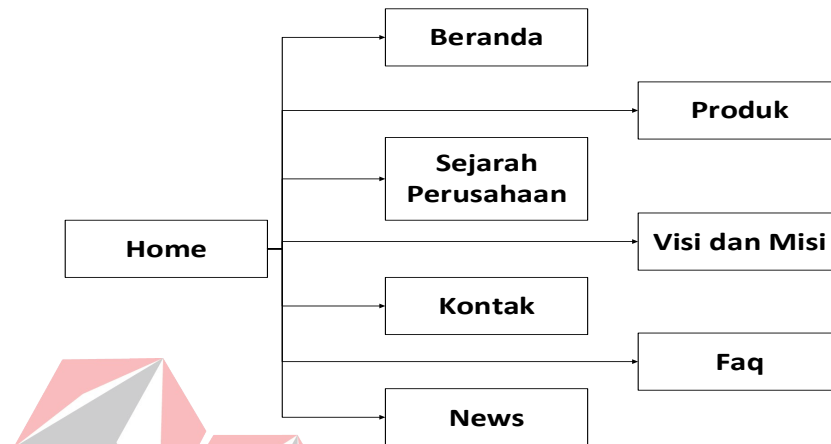 Beranda
Produk
Sejarah
Perusahaan
Home
Visi dan Misi
Kontak
Faq
News